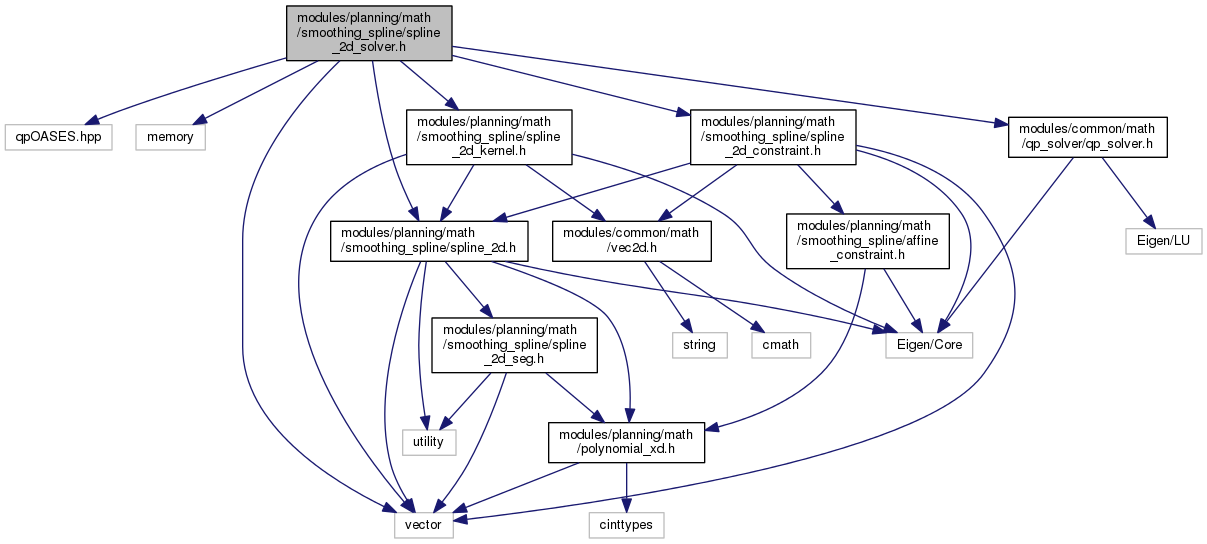 modules/planning/math
/smoothing_spline/spline
_2d_solver.h
qpOASES.hpp
memory
modules/planning/math
/smoothing_spline/spline
_2d_kernel.h
modules/planning/math
/smoothing_spline/spline
_2d_constraint.h
modules/common/math
/qp_solver/qp_solver.h
modules/planning/math
/smoothing_spline/spline_2d.h
modules/common/math
/vec2d.h
modules/planning/math
/smoothing_spline/affine
_constraint.h
Eigen/LU
modules/planning/math
/smoothing_spline/spline
_2d_seg.h
string
cmath
Eigen/Core
utility
modules/planning/math
/polynomial_xd.h
vector
cinttypes